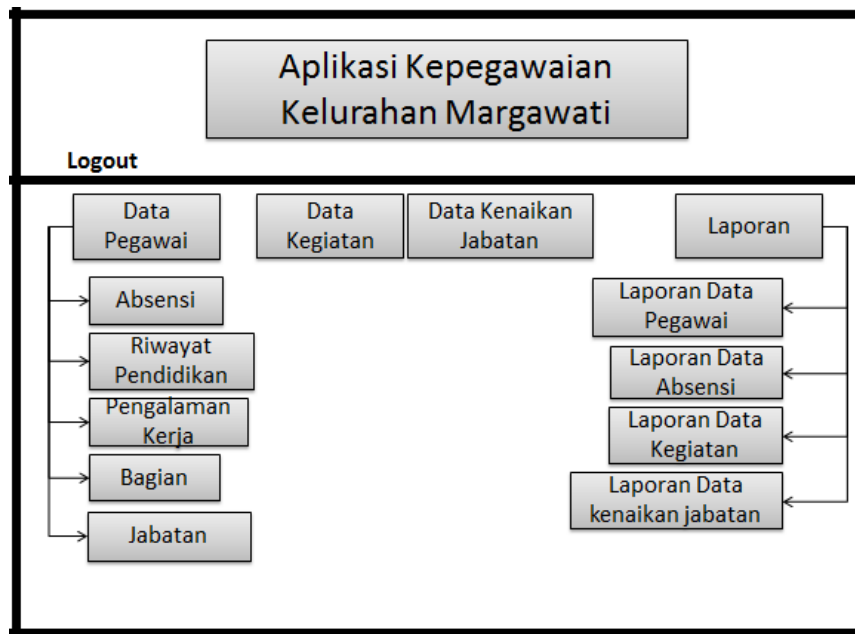 Aplikasi Kepegawaian
Kelurahan Margawati
Logout
Data
Pegawai
Data
Kegiatan
Data Kenaikan
Jabatan
Laporan
Absensi
Riwayat
Pendidikan
Pengalaman
Kerja
Bagian
Jabatan
Laporan Data
Pegawai
Laporan Data
Absensi
Laporan Data
Kegiatan
Laporan Data
kenaikan jabatan